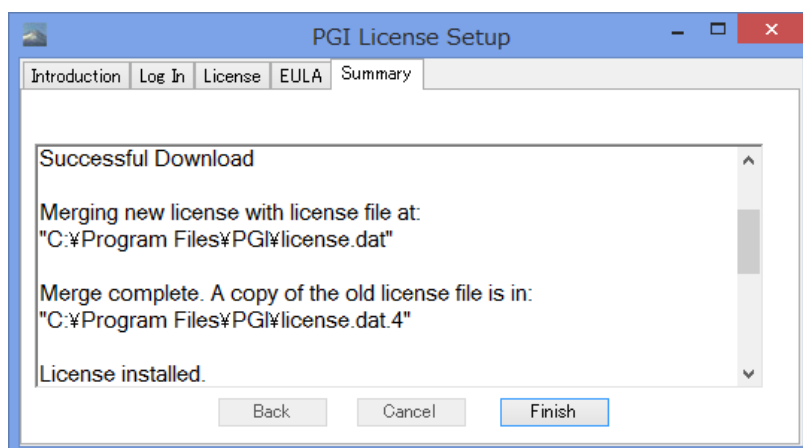 PGI License Setup
Introduction Log In License EULA Summary
Successful Download
Merging new license with license file at:
"C:¥Program Files¥PGI¥license.dat"
Merge complete. A copy of the old license file is in:
"C:¥Program Files¥PGI¥license.dat.4"
License installed.
Back Cancel Finish